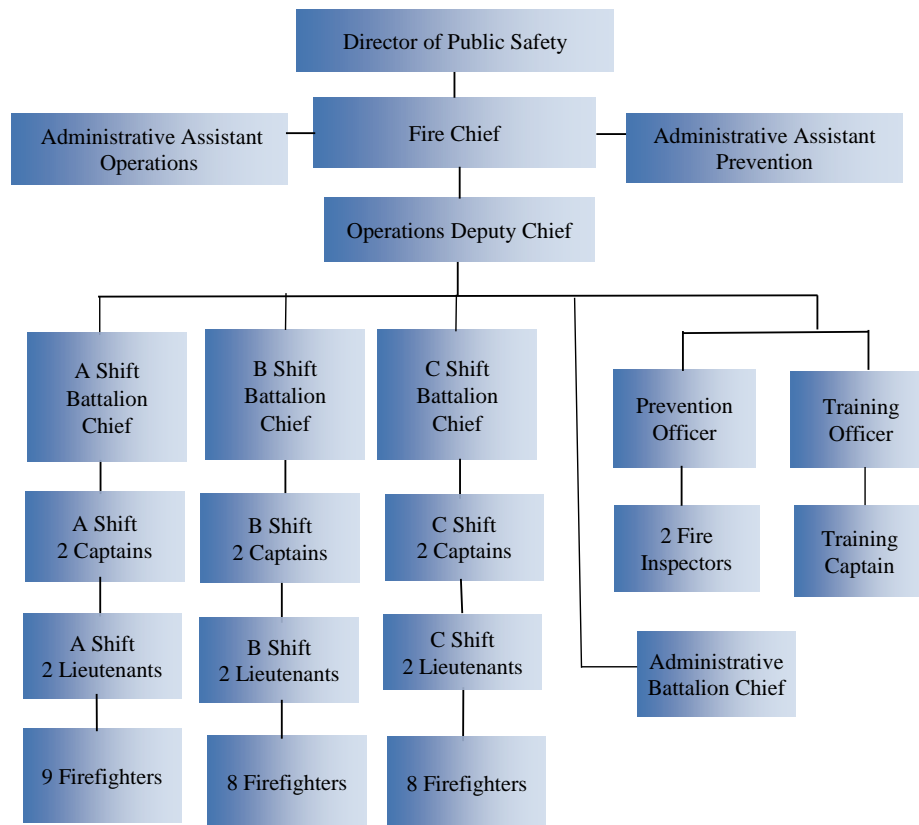 Director of Public Safety
Administrative Assistant
Operations
Fire Chief
Administrative Assistant
Prevention
Operations Deputy Chief
A Shift
Battalion
Chief
B Shift
Battalion
Chief
C Shift
Battalion
Chief
Prevention
Officer
Training
Officer
A Shift
2 Captains
B Shift
2 Captains
C Shift
2 Captains
2 Fire
Inspectors
Training
Captain
A Shift
2 Lieutenants
B Shift
2 Lieutenants
C Shift
2 Lieutenants
Administrative
Battalion Chief
9 Firefighters
8 Firefighters
8 Firefighters